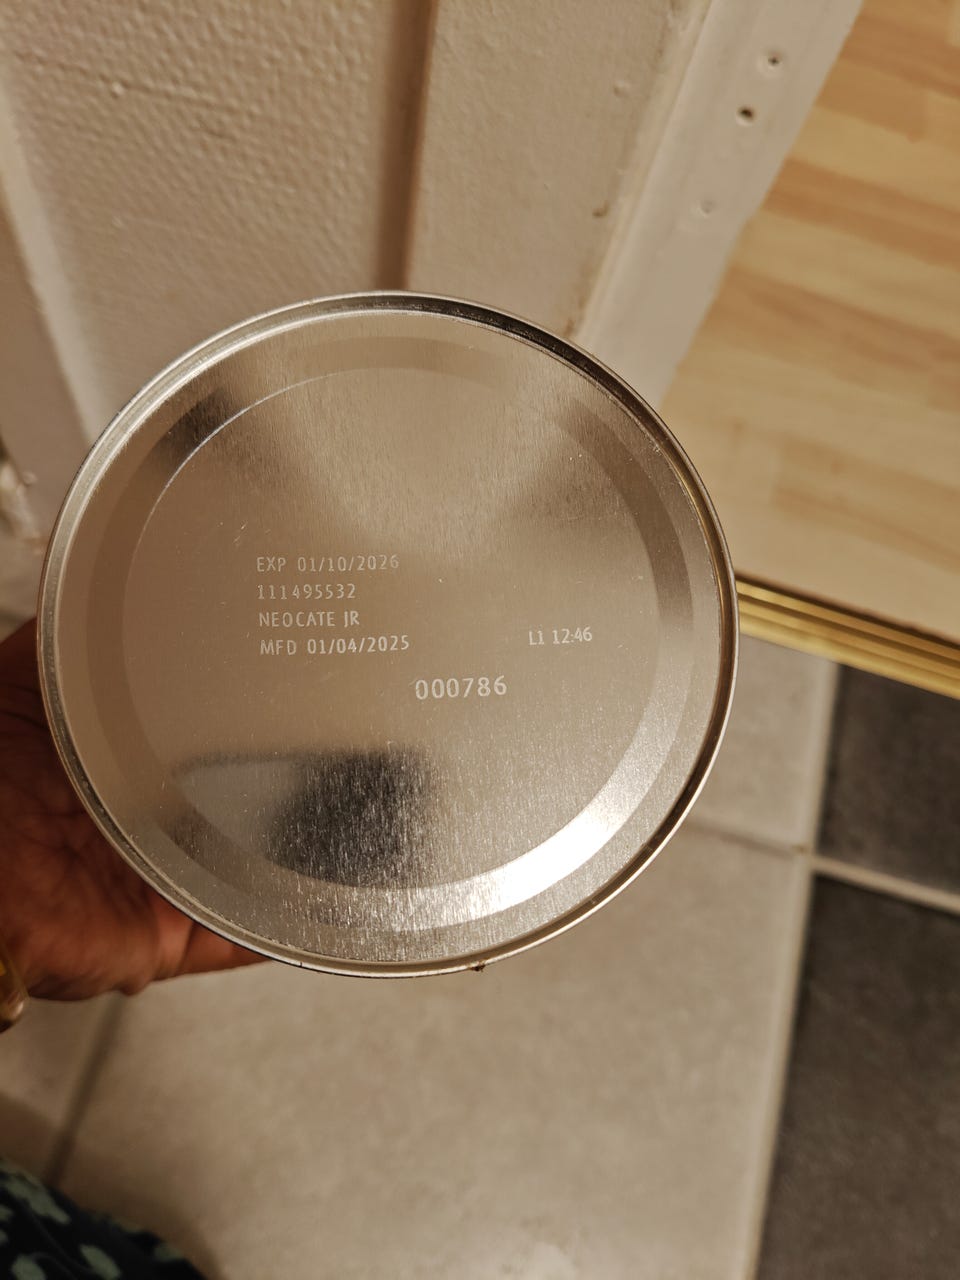 EXP 01/10/2026
111495532
NEOCATE JR
MFD 01/04/2025 L1 12:46
000786